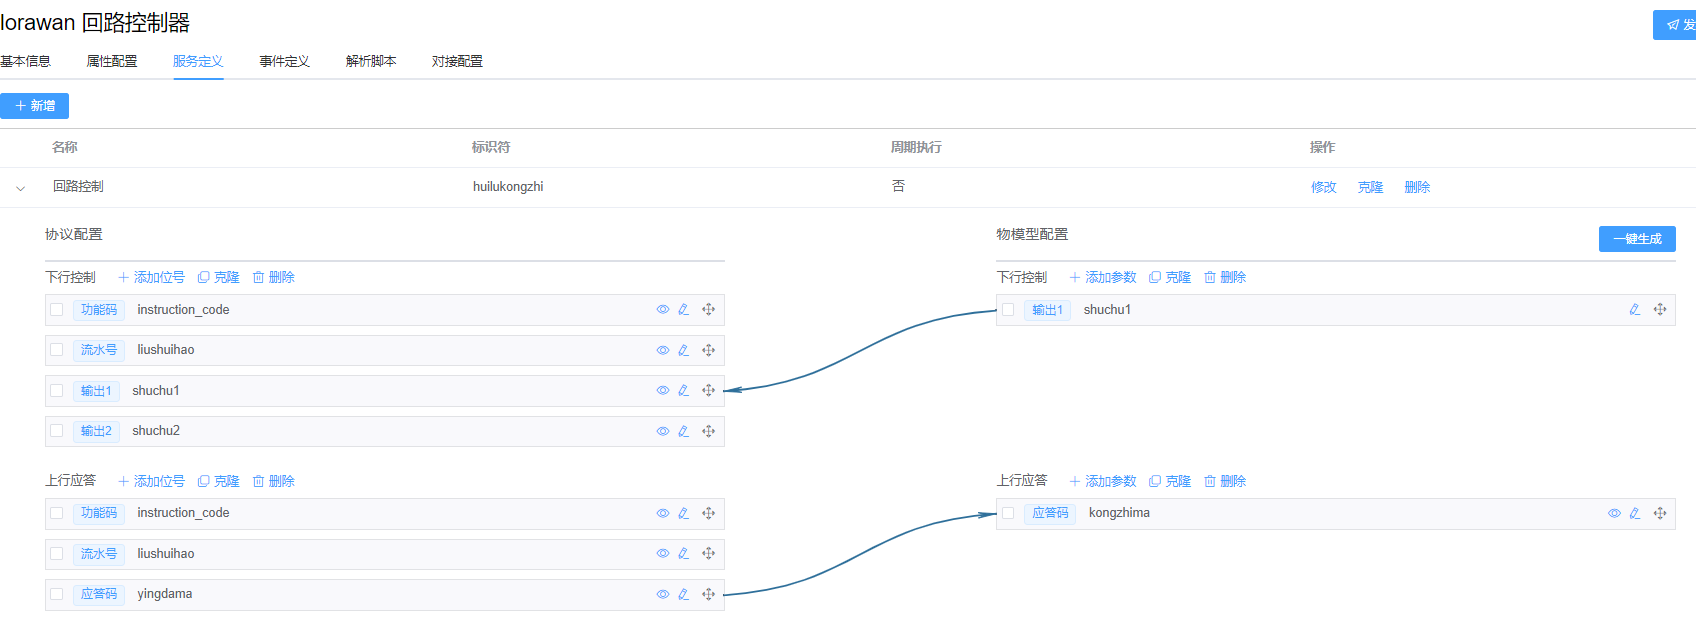 lorawan 回路控制器
发
基本信息 属性配置 服务定义 事件定义 解析脚本 对接配置
新增
名称 标识符 周期执行 操作
回路控制 huilukongzhi 否 修改 克隆 删除
协议配置 物模型配置 一键生成
下行控制 添加位号 克隆 删除 下行控制 添加参数 克隆 删除
功能码 instruction_code 输出1 shuchu1
流水号 liushuihao
输出1 shuchu1
输出2 shuchu2
上行应答 添加位号 克隆 删除 上行应答 添加参数 克隆 删除
功能码 instruction_code 应答码 kongzhima
流水号 liushuihao
应答码 yingdama